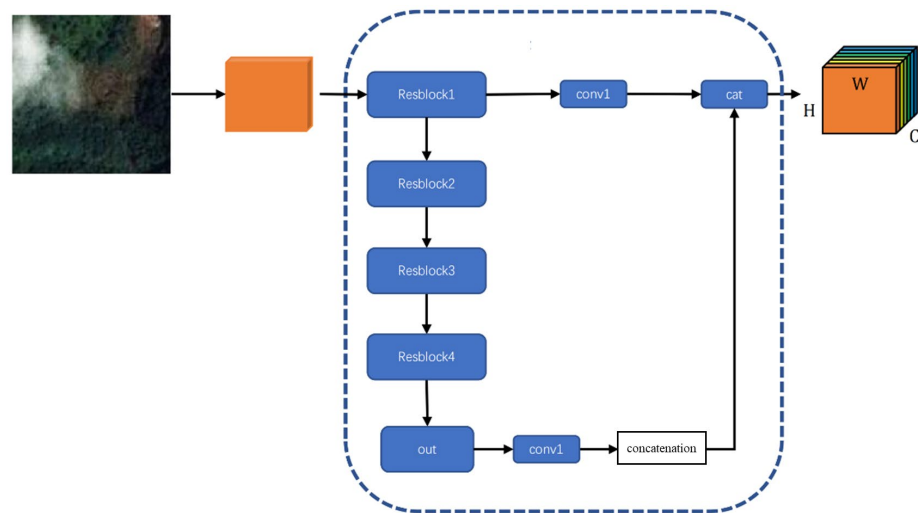 Resblock1
conv1
cat
W
H
C
Resblock2
Resblock3
Resblock4
out
conv1
concatenation